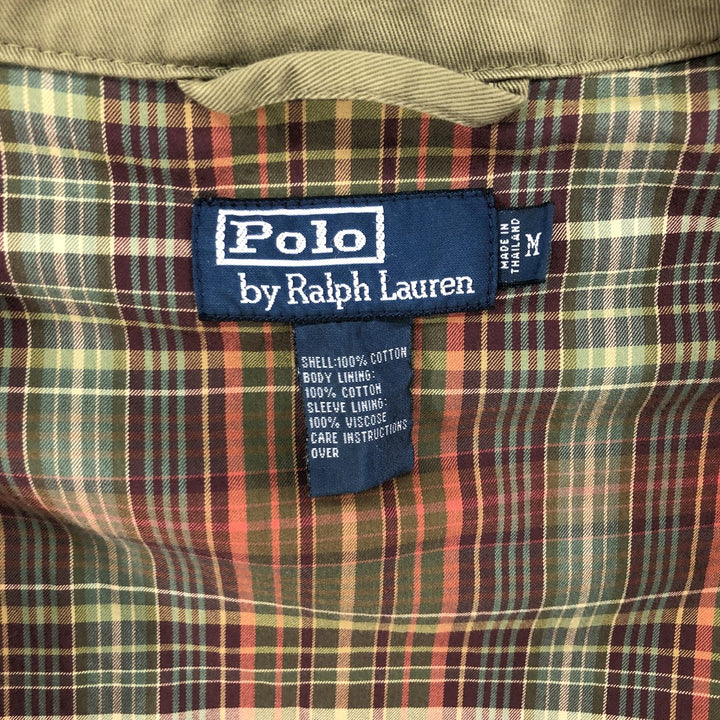 Polo
by Ralph Lauren
MADE IN
THAILAND
M
SHELL:100% COTTON
BODY LINING:
100% COTTON
SLEEVE LINING:
100% VISCOSE
CARE INSTRUCTIONS
OVER